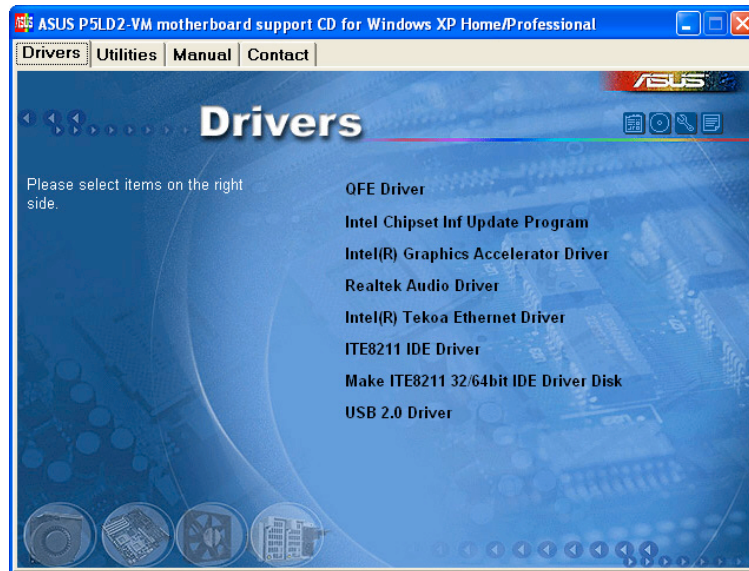 ASUS P5LD2-VM motherboard support CD for Windows XP Home/Professional
Drivers Utilities Manual Contact
ASUS
Drivers
Please select items on the right
side.
QFE Driver
Intel Chipset Inf Update Program
Intel(R) Graphics Accelerator Driver
Realtek Audio Driver
Intel(R) Tekoa Ethernet Driver
ITE8211 IDE Driver
Make ITE8211 32/64bit IDE Driver Disk
USB 2.0 Driver